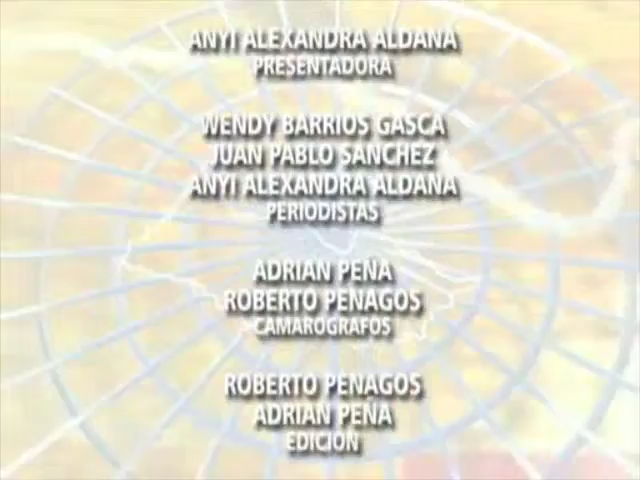 ANYI ALEXANDRA ALDANA
PRESENTADORA
WENDY BARRIOS GASCA
JUAN PABLO SANCHEZ
ANYI ALEXANDRA ALDANA
PERIODISTAS
ADRIAN PEÑA
ROBERTO PENAGOS
CAMAROGRAFOS
ROBERTO PENAGOS
ADRIAN PEÑA
EDICION